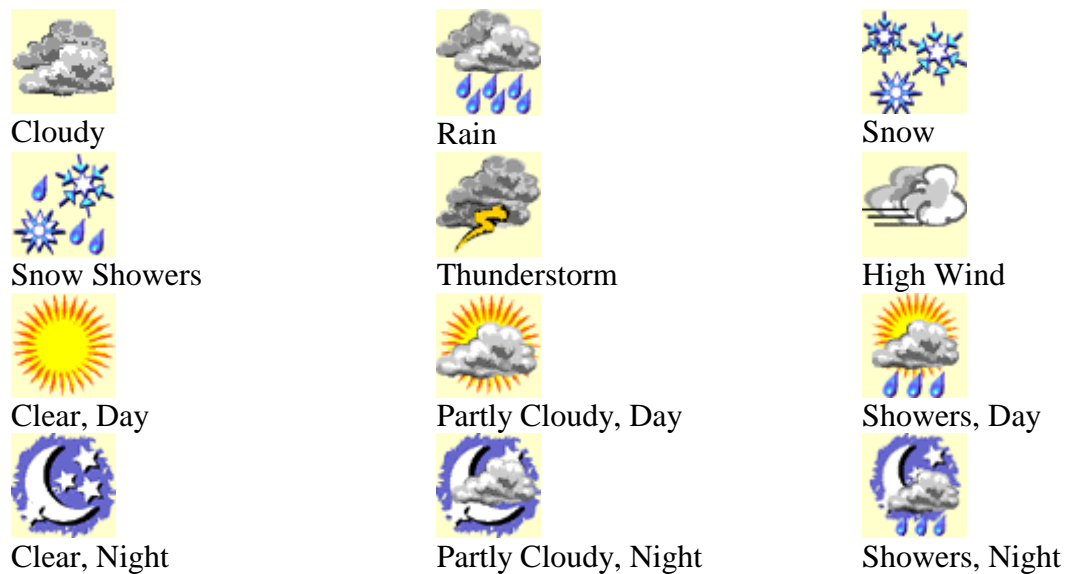 Cloudy
Rain
Snow
Snow Showers
Thunderstorm
High Wind
Clear, Day
Partly Cloudy, Day
Showers, Day
Clear, Night
Partly Cloudy, Night
Showers, Night